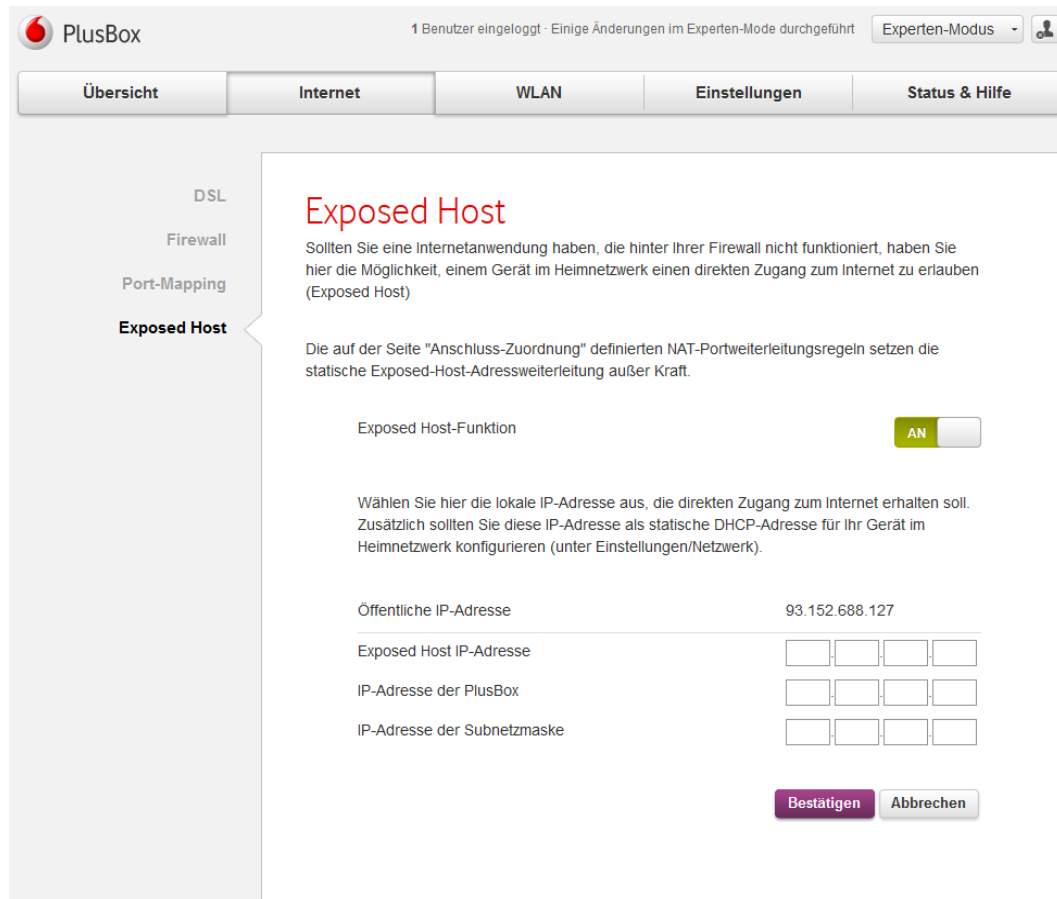 PlusBox
1 Benutzer eingeloggt · Einige Änderungen im Experten-Mode durchgeführt
Experten-Modus
Übersicht
Internet
WLAN
Einstellungen
Status & Hilfe
DSL
Firewall
Port-Mapping
Exposed Host
Exposed Host
Sollten Sie eine Internetanwendung haben, die hinter Ihrer Firewall nicht funktioniert, haben Sie
hier die Möglichkeit, einem Gerät im Heimnetzwerk einen direkten Zugang zum Internet zu erlauben
(Exposed Host)
Die auf der Seite "Anschluss-Zuordnung" definierten NAT-Portweiterleitungsregeln setzen die
statische Exposed-Host-Adressweiterleitung außer Kraft.
Exposed Host-Funktion
AN
Wählen Sie hier die lokale IP-Adresse aus, die direkten Zugang zum Internet erhalten soll.
Zusätzlich sollten Sie diese IP-Adresse als statische DHCP-Adresse für Ihr Gerät im
Heimnetzwerk konfigurieren (unter Einstellungen/Netzwerk).
Öffentliche IP-Adresse 93.152.688.127
Exposed Host IP-Adresse . . .
IP-Adresse der PlusBox . . .
IP-Adresse der Subnetzmaske . . .
Bestätigen
Abbrechen